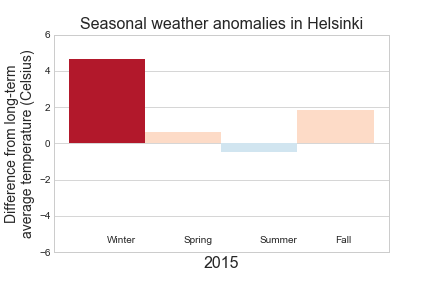 Seasonal weather anomalies in Helsinki
Difference from long-term
average temperature (Celsius)
6
4
2
0
−2
−4
−6
Winter Spring Summer Fall
2015